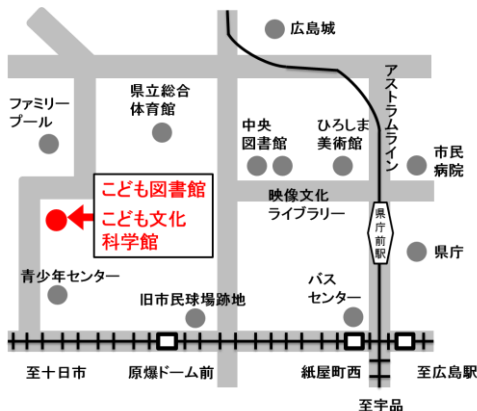 広島城
アストラムライン
ファミリー
プール
県立総合
体育館
中央
図書館
ひろしま
美術館
市民
病院
こども図書館
こども文化
科学館
映像文化
ライブラリー
県庁前駅
県庁
青少年センター
旧市民球場跡地
バス
センター
至十日市
原爆ドーム前
紙屋町西
至広島駅
至宇品